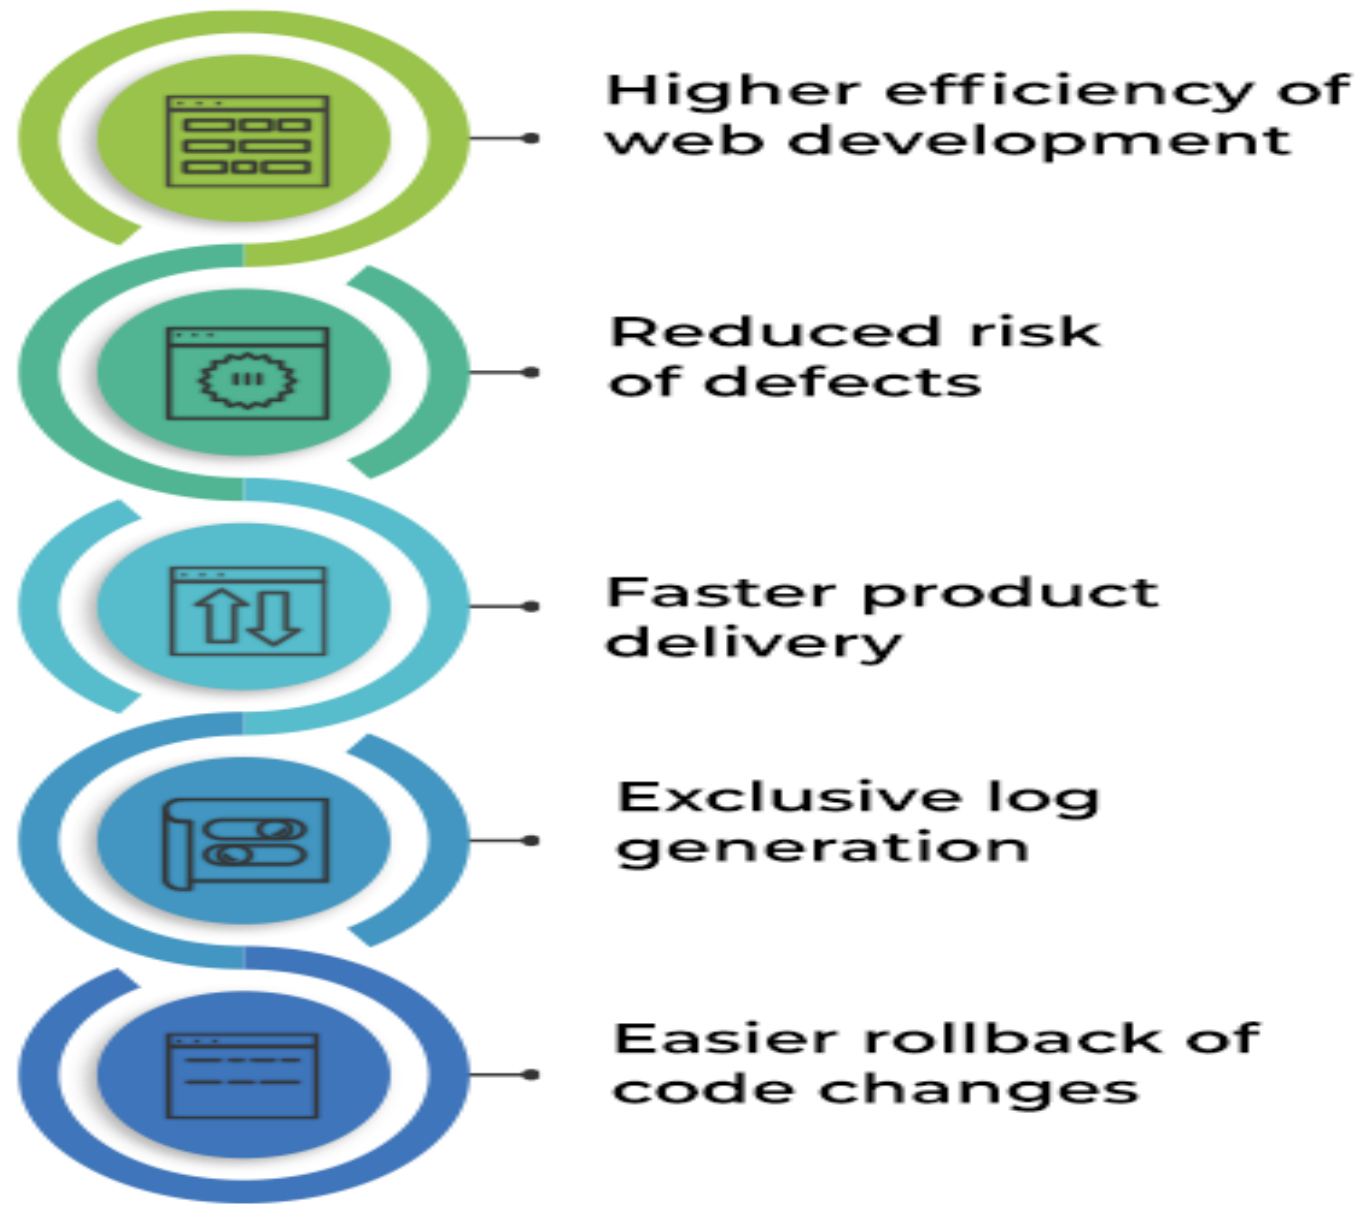 Higher efficiency of
web development
Reduced risk
of defects
Faster product
delivery
Exclusive log
generation
Easier rollback of
code changes